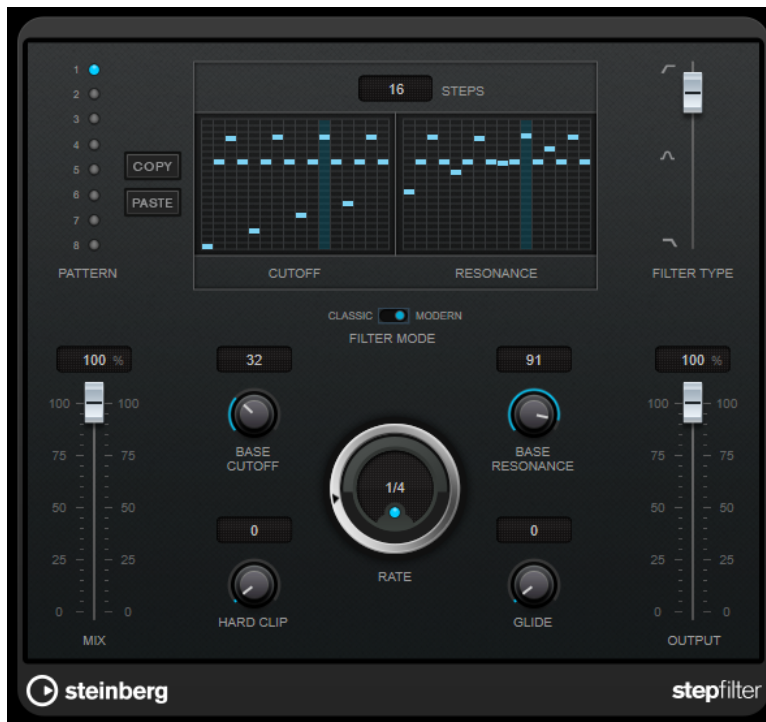 1
2
3
4
5
6
7
8
PATTERN
COPY
PASTE
16 STEPS
CUTOFF RESONANCE
FILTER TYPE
CLASSIC MODERN
FILTER MODE
100 %
32
91
100 %
100 100
75 75
50 50
25 25
0 0
MIX
BASE
CUTOFF
BASE
RESONANCE
1/4
RATE
0
HARD CLIP
0
GLIDE
100 100
75 75
50 50
25 25
0 0
OUTPUT
steinberg
stepfilter